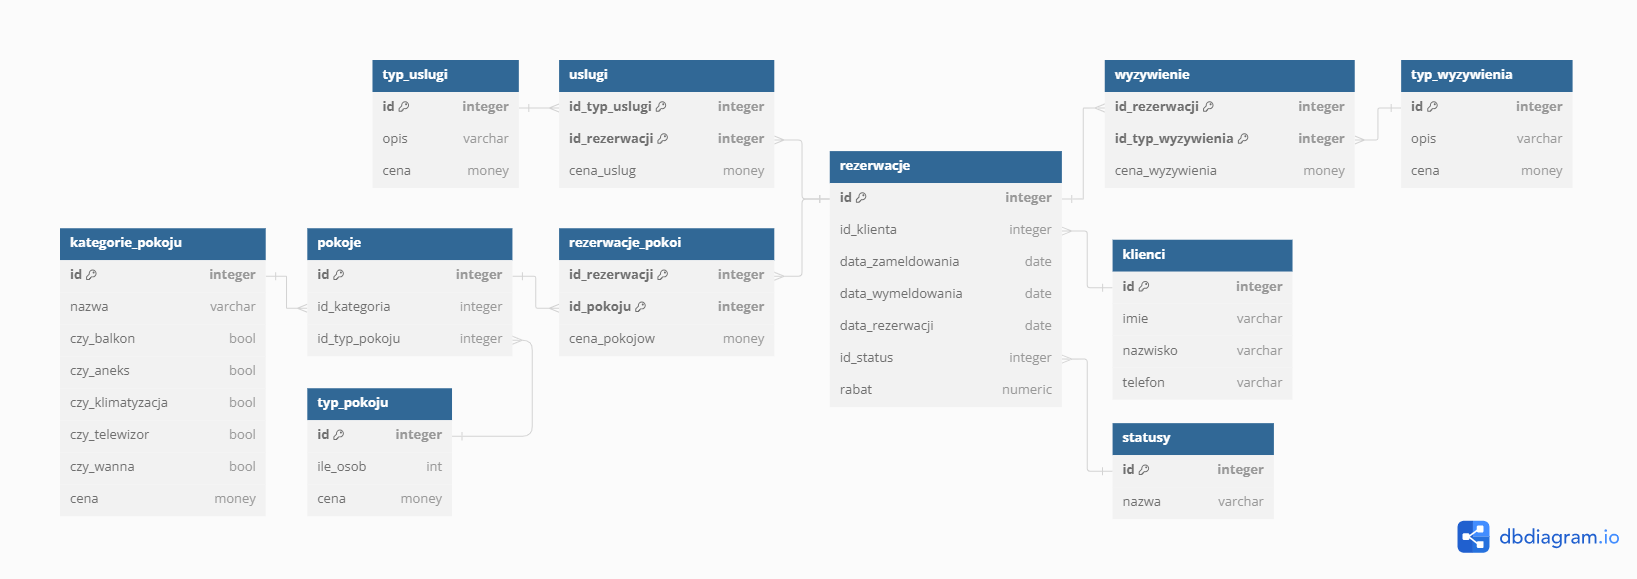 typ_uslugi
id integer
opis varchar
cena money
uslugi
id_typ_uslugi integer
id_rezerwacji integer
cena_uslug money
wyzywienie
id_rezerwacji integer
id_typ_wyzywienia integer
cena_wyzywienia money
typ_wyzywienia
id integer
opis varchar
cena money
rezerwacje
id integer
id_klienta integer
data_zameldowania date
data_wymeldowania date
data_rezerwacji date
id_status integer
rabat numeric
kategorie_pokoju
id integer
nazwa varchar
czy_balkon bool
czy_aneks bool
czy_klimatyzacja bool
czy_telewizor bool
czy_wanna bool
cena money
pokoje
id integer
id_kategoria integer
id_typ_pokoju integer
rezerwacje_pokoi
id_rezerwacji integer
id_pokoju integer
cena_pokojow money
klienci
id integer
imie varchar
nazwisko varchar
telefon varchar
typ_pokoju
id integer
ile_osob int
cena money
statusy
id integer
nazwa varchar
dbdiagram.io